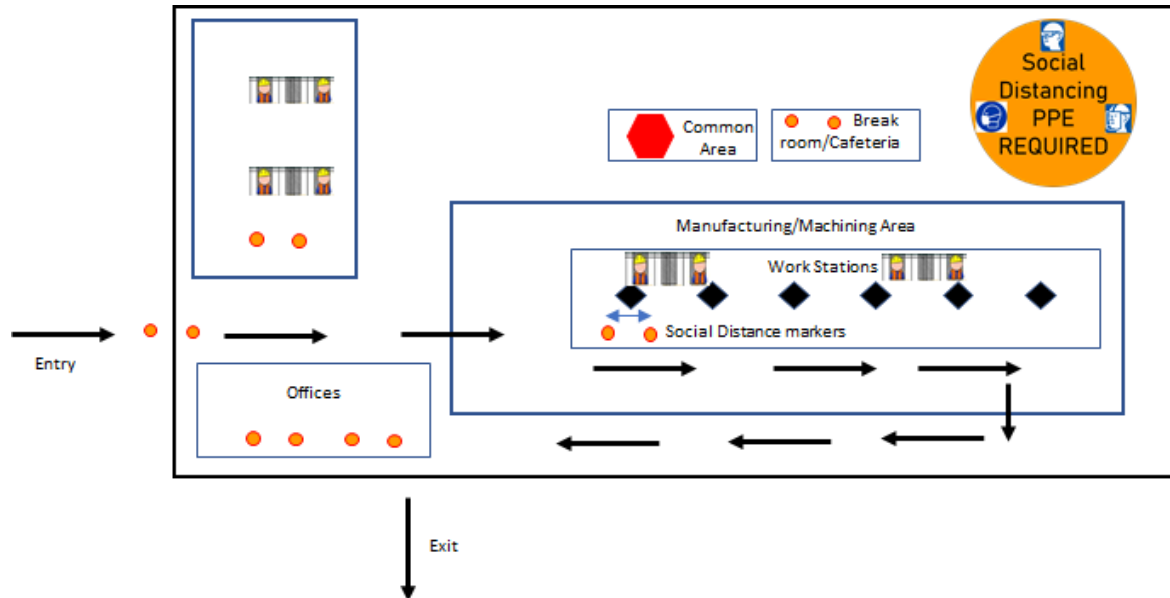 Social
Distancing
PPE
REQUIRED
Common
Area
Break
room/Cafeteria
Manufacturing/Machining Area
Work Stations
Social Distance markers
Entry
Offices
Exit